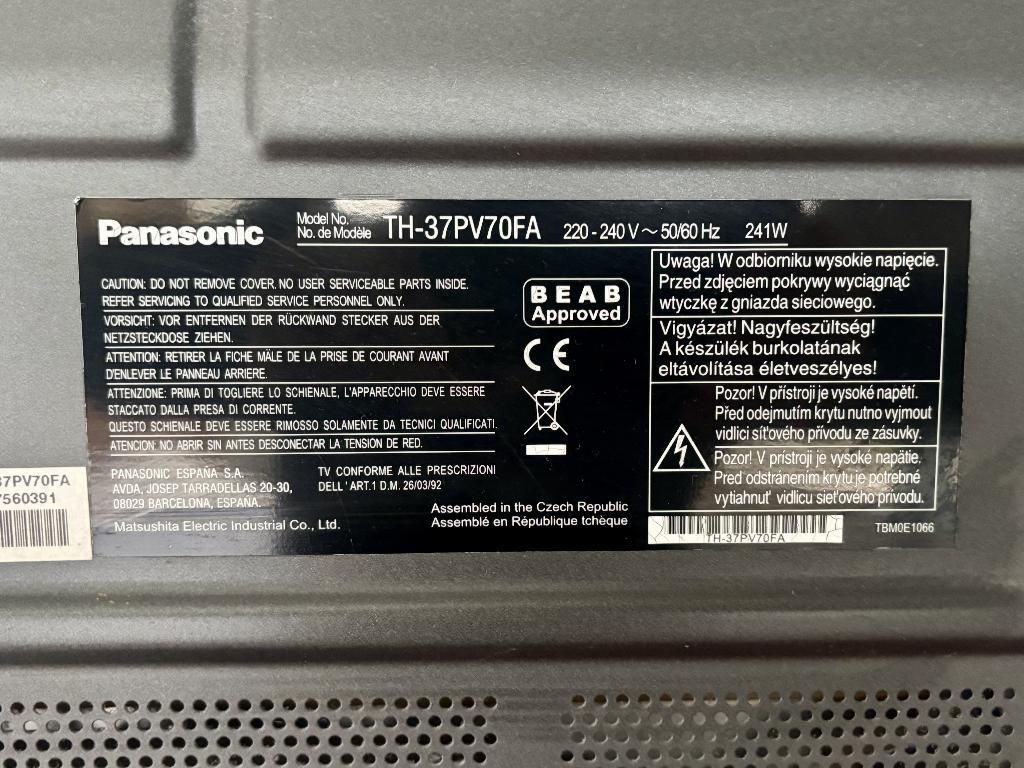 Panasonic
Model No.
No. de Modèle
TH-37PV70FA
220 - 240 V ~ 50/60 Hz
241W
CAUTION: DO NOT REMOVE COVER. NO USER SERVICEABLE PARTS INSIDE.
REFER SERVICING TO QUALIFIED SERVICE PERSONNEL ONLY.
VORSICHT: VOR ENTFERNEN DER RÜCKWAND STECKER AUS DER
NETZSTECKDOSE ZIEHEN.
ATTENTION: RETIRER LA FICHE MÂLE DE LA PRISE DE COURANT AVANT
D'ENLEVER LE PANNEAU ARRIERE.
ATTENZIONE: PRIMA DI TOGLIERE LO SCHIENALE, L'APPARECCHIO DEVE ESSERE
STACCATO DALLA PRESA DI CORRENTE.
QUESTO SCHIENALE DEVE ESSERE RIMOSSO SOLAMENTE DA TECNICI QUALIFICATI.
ATENCION: NO ABRIR SIN ANTES DESCONECTAR LA TENSION DE RED.
PANASONIC ESPAÑA S.A.
AVDA, JOSEP TARRADELLAS 20-30,
08029 BARCELONA, ESPAÑA.
TV CONFORME ALLE PRESCRIZIONI
DELL' ART.1 D.M. 26/03/92
Matsushita Electric Industrial Co., Ltd.
Assembled in the Czech Republic
Assemblé en République tchèque
BEAB
Approved
CE
Uwaga! W odbiorniku wysokie napięcie.
Przed zdjęciem pokrywy wyciągnąć
wtyczkę z gniazda sieciowego.
Vigyázat! Nagyfeszültség!
A készülék burkolatának
eltávolítása életveszélyes!
Pozor! V přístroji je vysoké napětí.
Před odejmutím krytu nutno vyjmout
vidlici síťového přívodu ze zásuvky.
Pozor! V prístroji je vysoké napätie.
Pred odstránením krytu je potrebné
vytiahnuť vidlicu sieťového prívodu.
TH-37PV70FA
TBM0E1066
37PV70FA
7560391